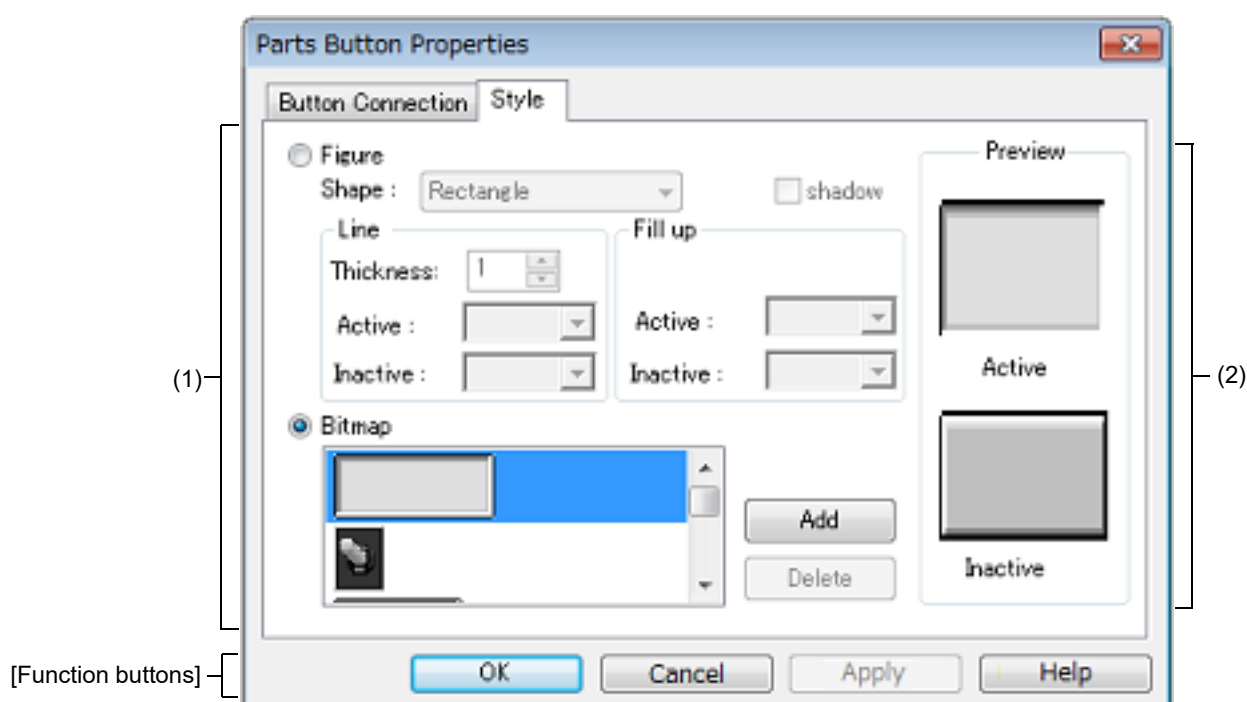 Parts Button Properties
Button Connection Style
Figure
Shape : Rectangle shadow
Line
Thickness: 1
Active :
Inactive :
Fill up
Active :
Inactive :
Bitmap
Add
Delete
Preview
Active
Inactive
(1)
(2)
[Function buttons]
OK Cancel Apply Help